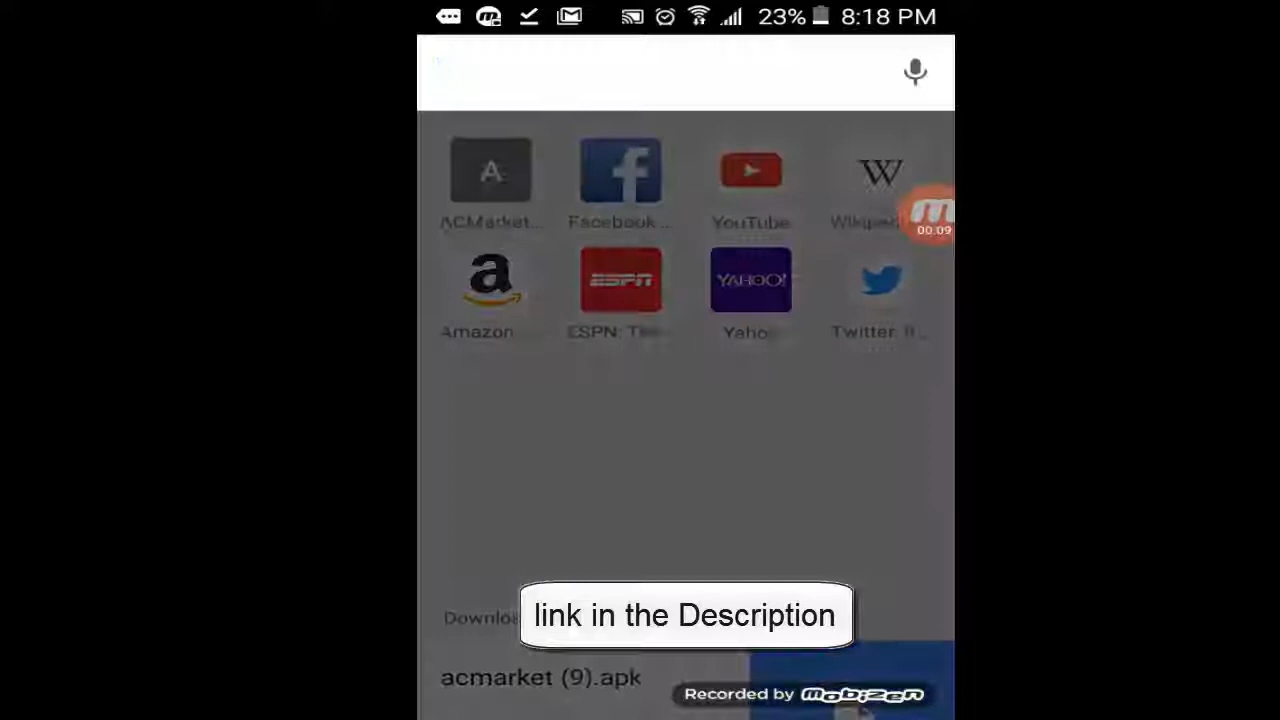 23% 8:18 PM
A
ACMarket...
Facebook...
YouTube
W
00:09
a
ESPN
YAHOO!
Amazon
ESPN:
Twitter.
link in the Description
acmarket (9).apk
Recorded by mobizen